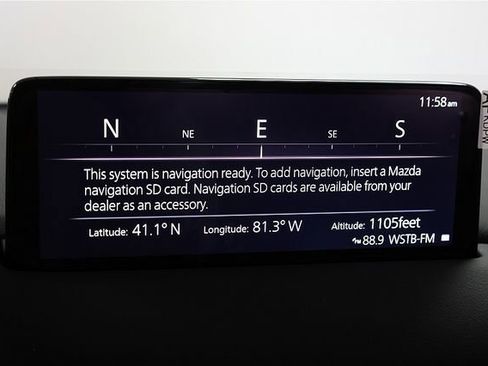 11:58am
N NE E SE S
This system is navigation ready. To add navigation, insert a Mazda
navigation SD card. Navigation SD cards are available from your
dealer as an accessory.
Latitude: 41.1° N Longitude: 81.3° W Altitude: 1105feet
88.9 WSTB-FM